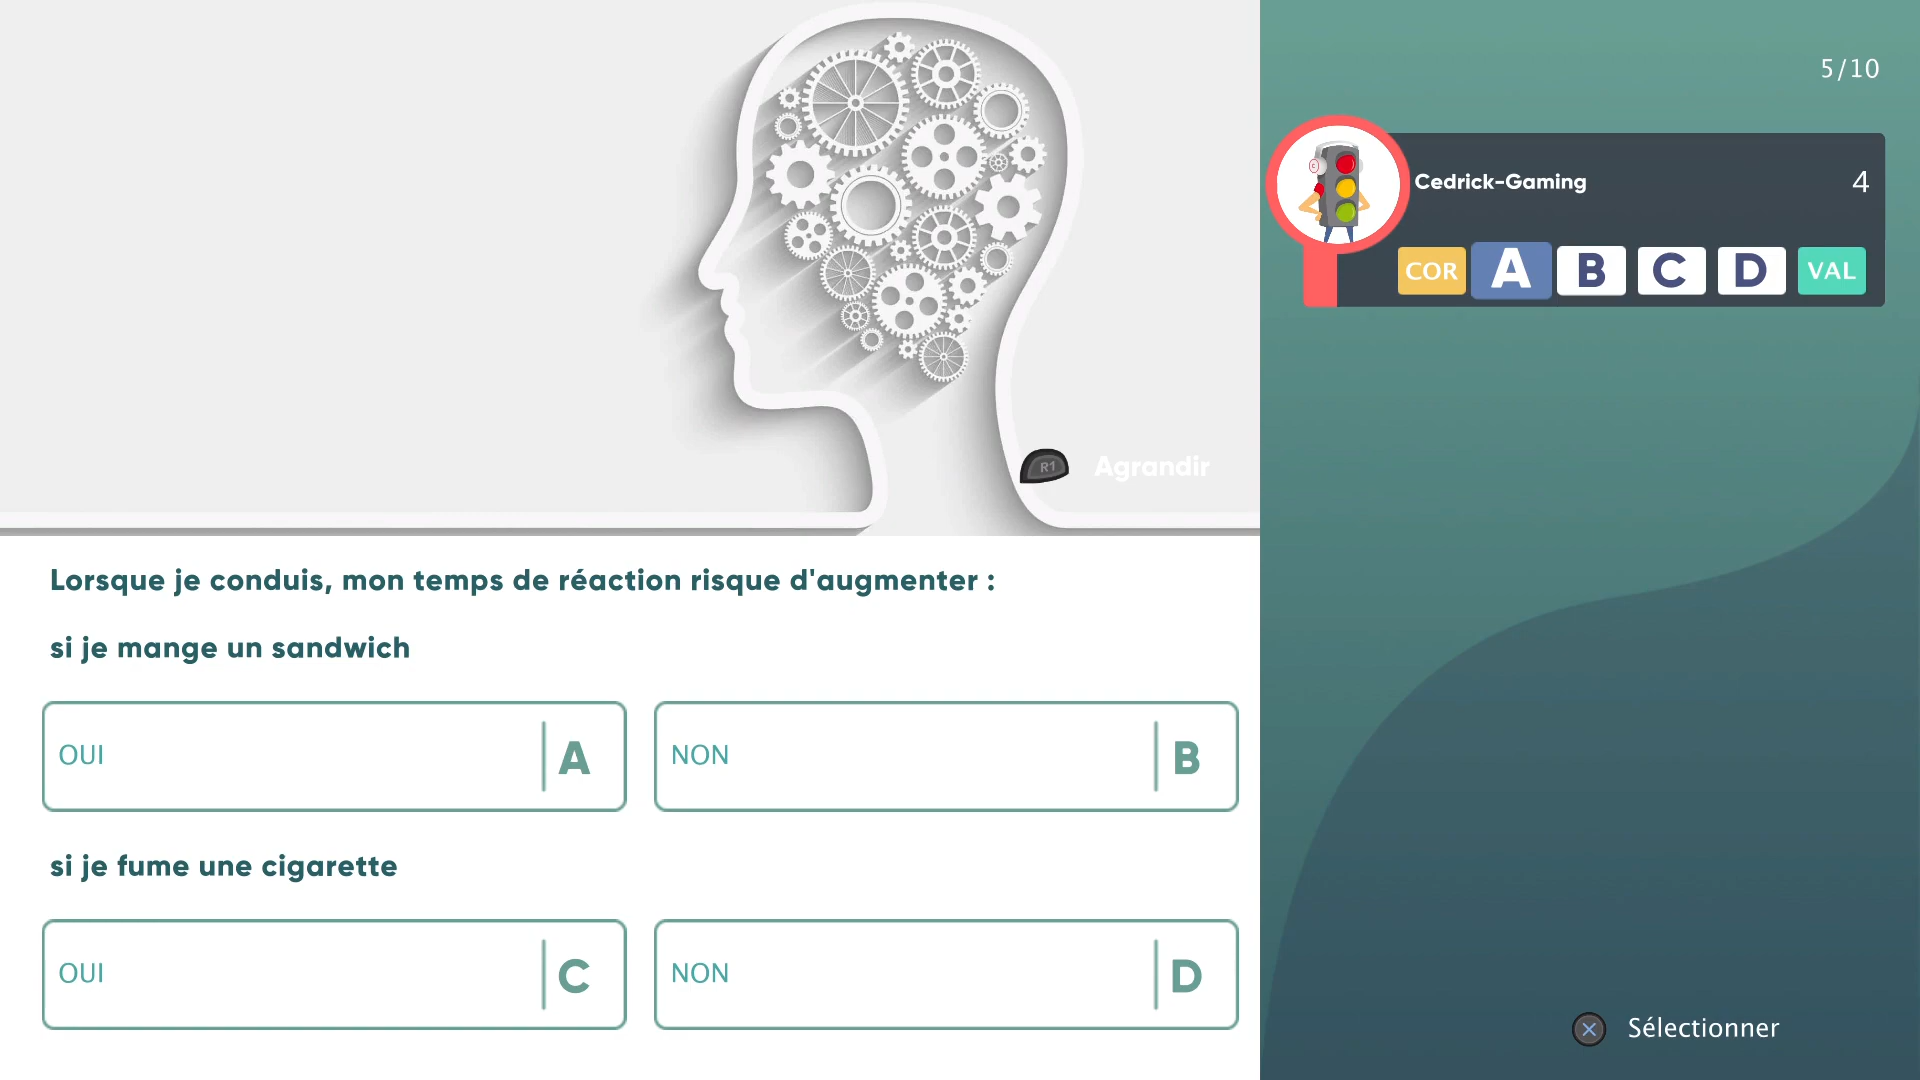 5/10
Cedrick-Gaming
4
COR A B C D VAL
R1 Agrandir
Lorsque je conduis, mon temps de réaction risque d'augmenter :
si je mange un sandwich
OUI A
NON B
si je fume une cigarette
OUI C
NON D
Sélectionner